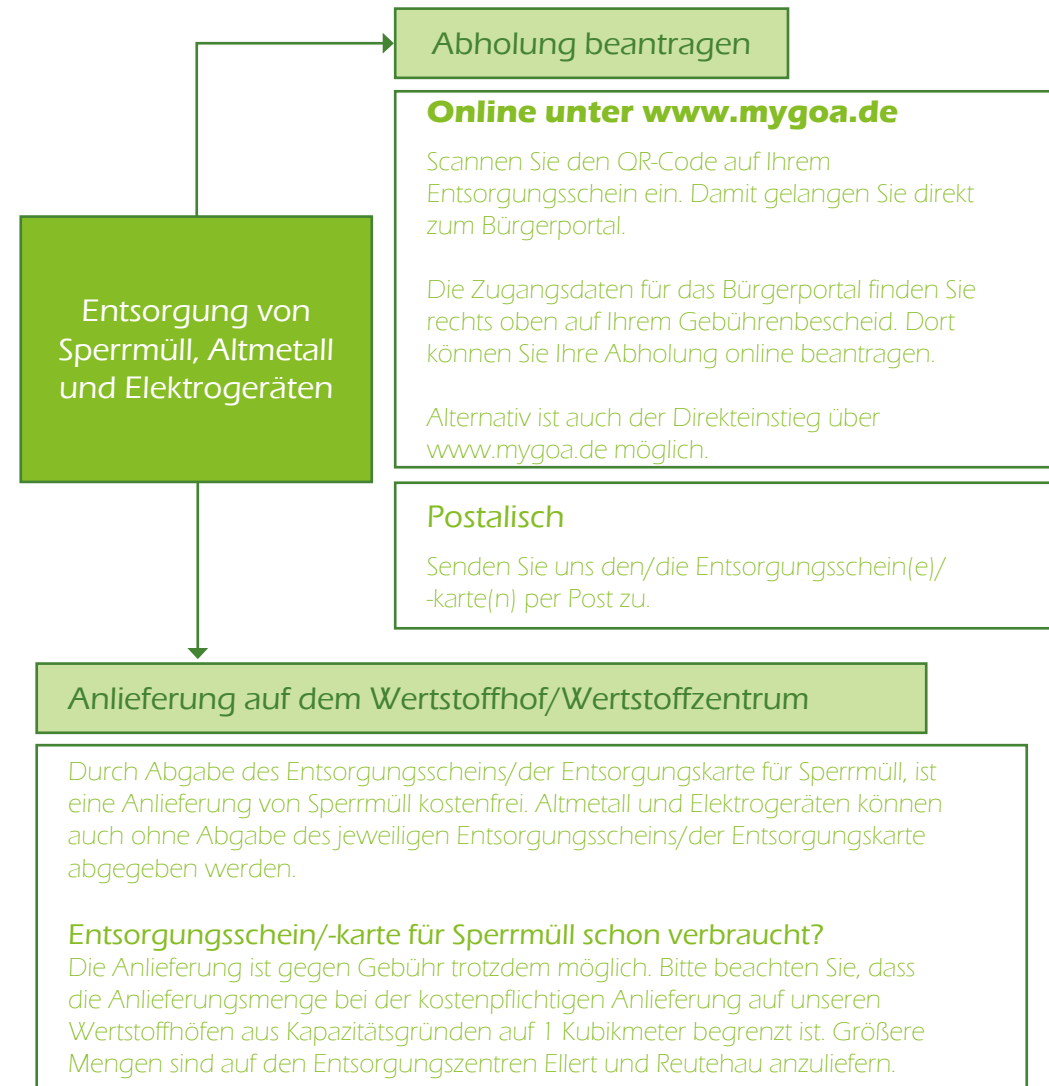 Abholung beantragen
Online unter www.mygoa.de
Scannen Sie den QR-Code auf Ihrem
Entsorgungsschein ein. Damit gelangen Sie direkt
zum Bürgerportal.
Die Zugangsdaten für das Bürgerportal finden Sie
rechts oben auf Ihrem Gebührenbescheid. Dort
können Sie Ihre Abholung online beantragen.
Alternativ ist auch der Direkteinstieg über
www.mygoa.de möglich.
Entsorgung von
Sperrmüll, Altmetall
und Elektrogeräten
Postalisch
Senden Sie uns den/die Entsorgungsschein(e)/
-karte(n) per Post zu.
Anlieferung auf dem Wertstoffhof/Wertstoffzentrum
Durch Abgabe des Entsorgungsscheins/der Entsorgungskarte für Sperrmüll, ist
eine Anlieferung von Sperrmüll kostenfrei. Altmetall und Elektrogeräten können
auch ohne Abgabe des jeweiligen Entsorgungsscheins/der Entsorgungskarte
abgegeben werden.
Entsorgungsschein/-karte für Sperrmüll schon verbraucht?
Die Anlieferung ist gegen Gebühr trotzdem möglich. Bitte beachten Sie, dass
die Anlieferungsmenge bei der kostenpflichtigen Anlieferung auf unseren
Wertstoffhöfen aus Kapazitätsgründen auf 1 Kubikmeter begrenzt ist. Größere
Mengen sind auf den Entsorgungszentren Ellert und Reutehau anzuliefern.